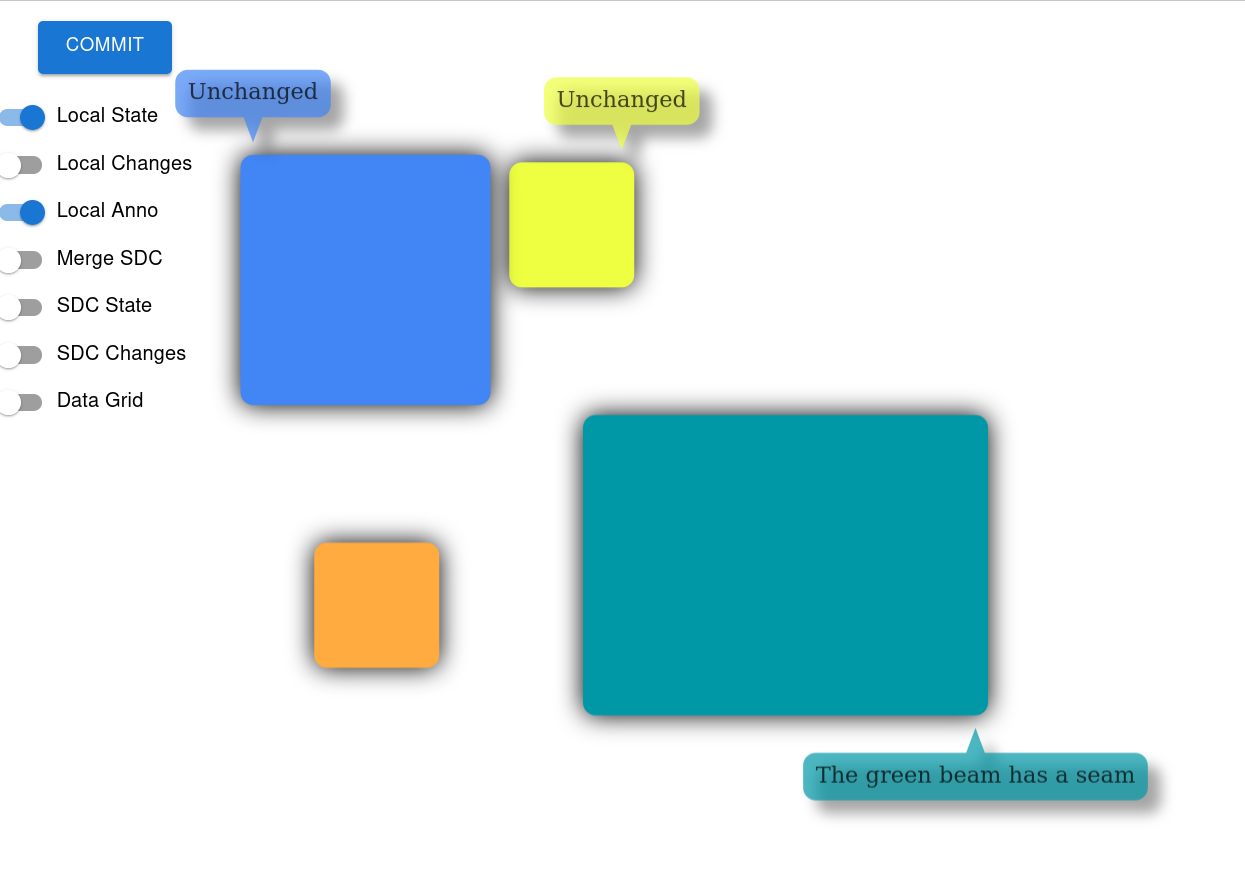 COMMIT
Unchanged
Unchanged
Local State
Local Changes
Local Anno
Merge SDC
SDC State
SDC Changes
Data Grid
The green beam has a seam